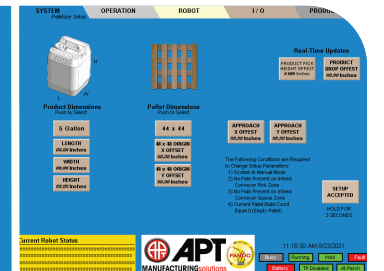 SYSTEM
-Palletizer Setup
OPERATION
ROBOT
I / O
PRODU
H
W
L
Real-Time Updates
PRODUCT PICK
HEIGHT OFFSET
PRODUCT
DROP OFFSET
##.## Inches
Product Dimensions
Push to Select
Pallet Dimensions
Push to Select
5 Gallon
44 x 44
LENGTH
##.## Inches
WIDTH
##.## Inches
HEIGHT
##.## Inches
48 x 48 ORIGIN
X OFFSET
##.## Inches
48 x 48 ORIGIN
Y OFFSET
##.## Inches
APPROACH
X OFFSET
##.## Inches
APPROACH
Y OFFSET
##.## Inches
The Following Conditions are Required
to Change Setup Parameters:
1) System in Manual Mode
2) No Pails Present on Infeed
Conveyor Pick Zone
3) No Pails Present on Infeed
Conveyor Queue Zone
4) Current Pallet Build Count
Equal 0 (Empty Pallet)
SETUP
ACCEPTED
HOLD FOR
3 SECONDS
Current Robot Status
APT
MANUFACTURINGsolutions
FANUC
11:18:30 AM 8/23/2021
Busy
Running
Hold
Fault
Battery
TP Disabled
At Perch